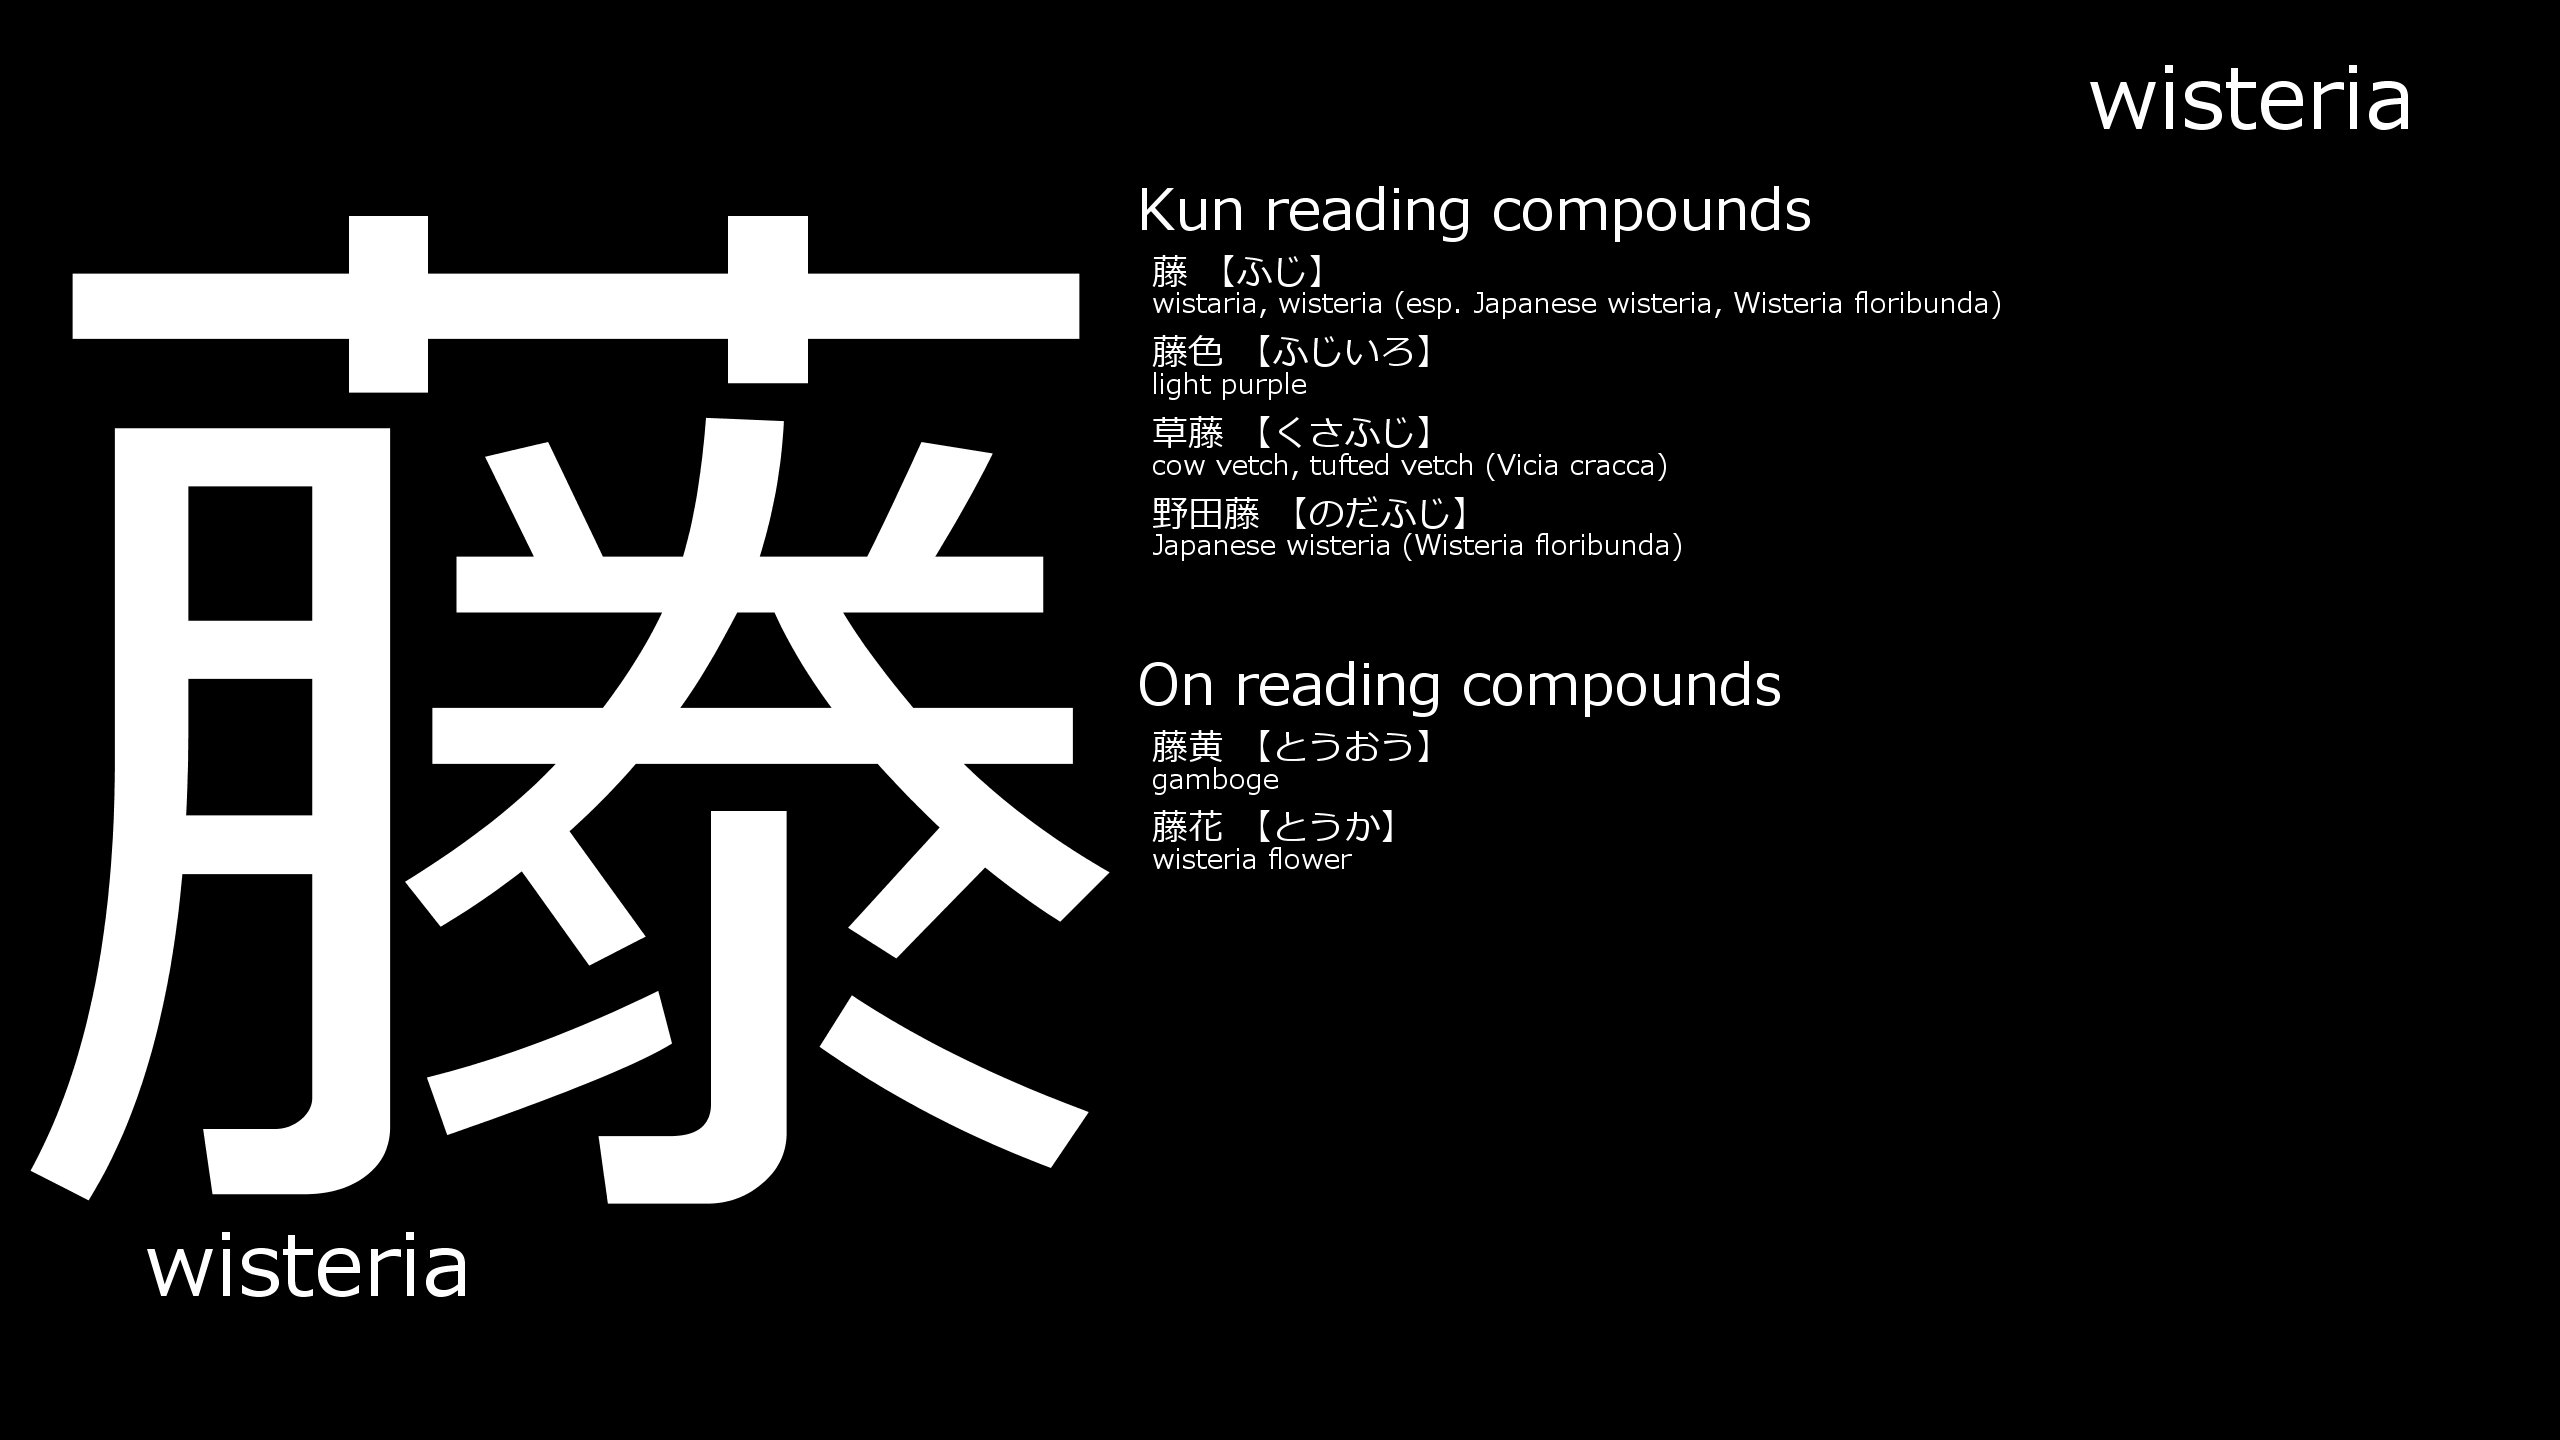 wisteria
藤
wisteria
Kun reading compounds
藤 【ふじ】
wistaria, wisteria (esp. Japanese wisteria, Wisteria floribunda)
藤色 【ふじいろ】
light purple
草藤 【くさふじ】
cow vetch, tufted vetch (Vicia cracca)
野田藤 【のだふじ】
Japanese wisteria (Wisteria floribunda)
On reading compounds
藤黄 【とうおう】
gamboge
藤花 【とうか】
wisteria flower